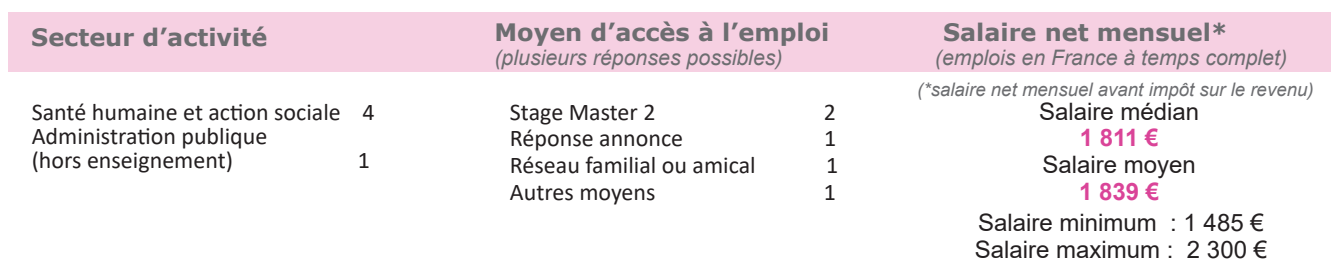 Secteur d'activité
Santé humaine et action sociale 4
Administration publique
(hors enseignement) 1
Moyen d'accès à l'emploi
(plusieurs réponses possibles)
Stage Master 2 2
Réponse annonce 1
Réseau familial ou amical 1
Autres moyens 1
Salaire net mensuel*
(emplois en France à temps complet)
(*salaire net mensuel avant impôt sur le revenu)
Salaire médian
1 811 €
Salaire moyen
1 839 €
Salaire minimum : 1 485 €
Salaire maximum : 2 300 €